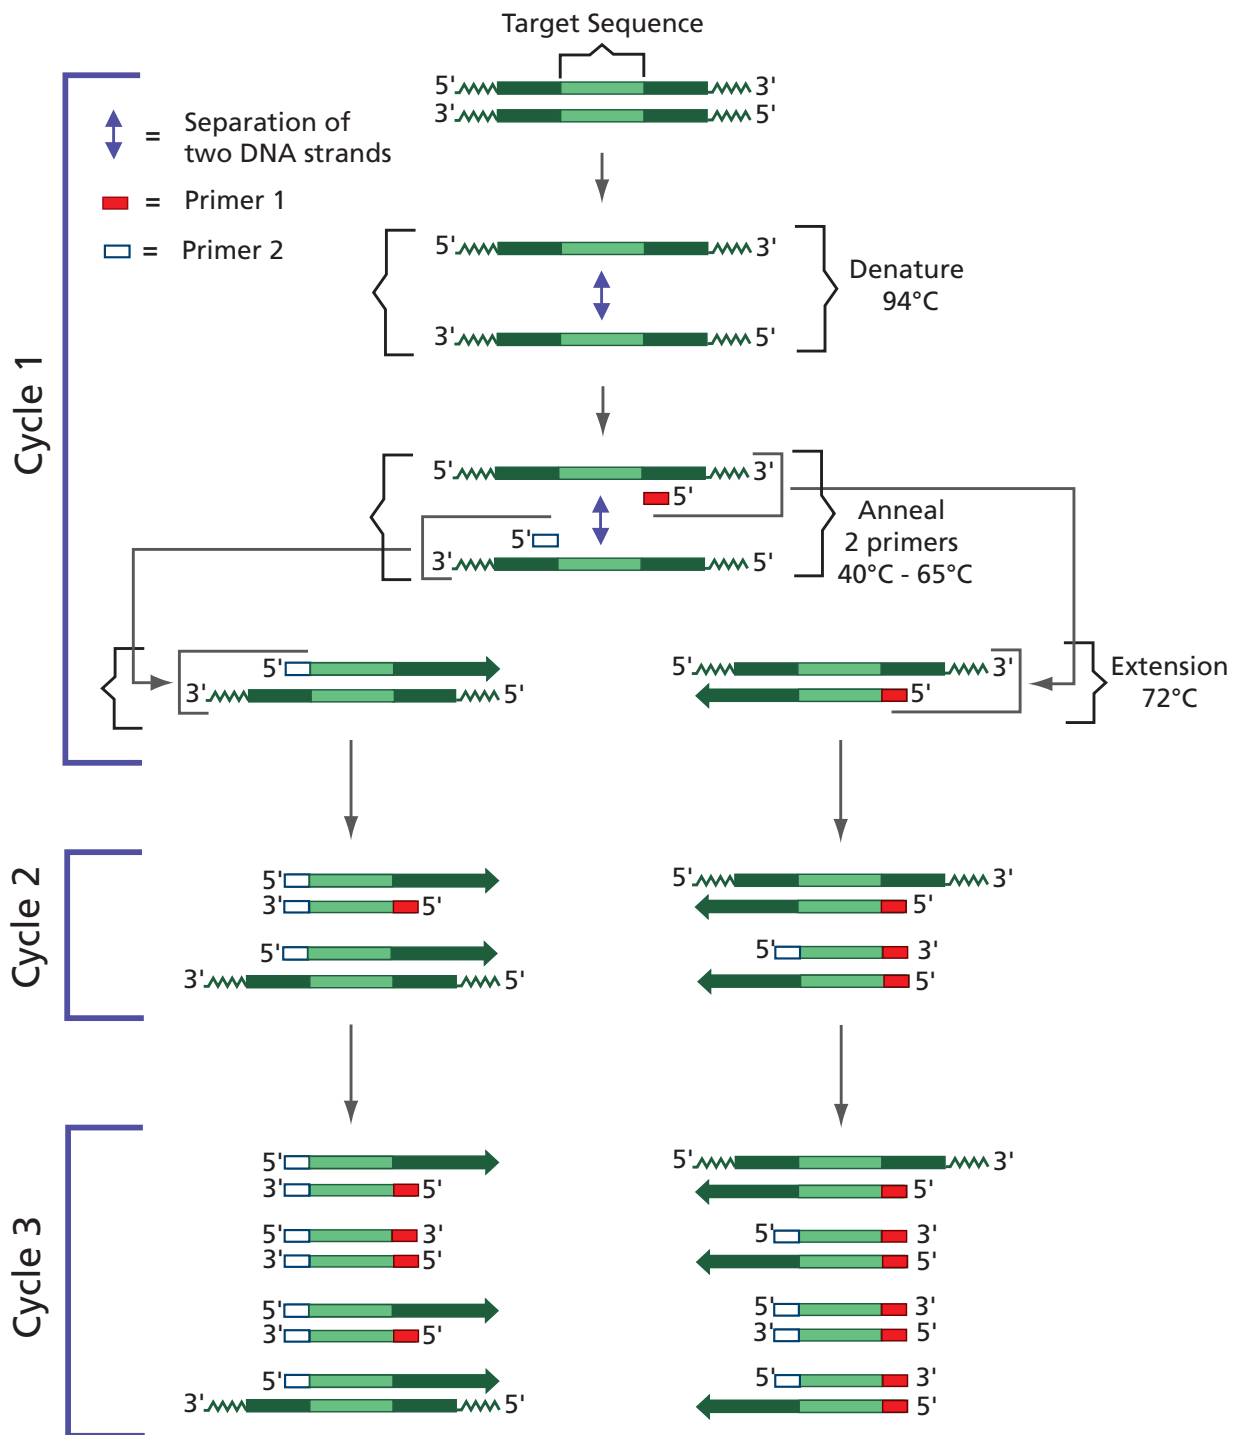 Target Sequence
5' 3'
3' 5'
= Separation of
two DNA strands
= Primer 1
= Primer 2
Cycle 1
5' 3'
Denature
94°C
3' 5'
5' 3'
5'
Anneal
2 primers
40°C - 65°C
5'
3' 5'
5'
3' 5'
5' 3'
5'
Extension
72°C
Cycle 2
5'
3' 5'
5'
3' 5'
5' 3'
5'
5' 3'
5'
Cycle 3
5'
3' 5'
5' 3'
3' 5'
5'
3' 5'
5'
3' 5'
5' 3'
5'
5' 3'
5'
5' 3'
3' 5'
5' 3'
5'